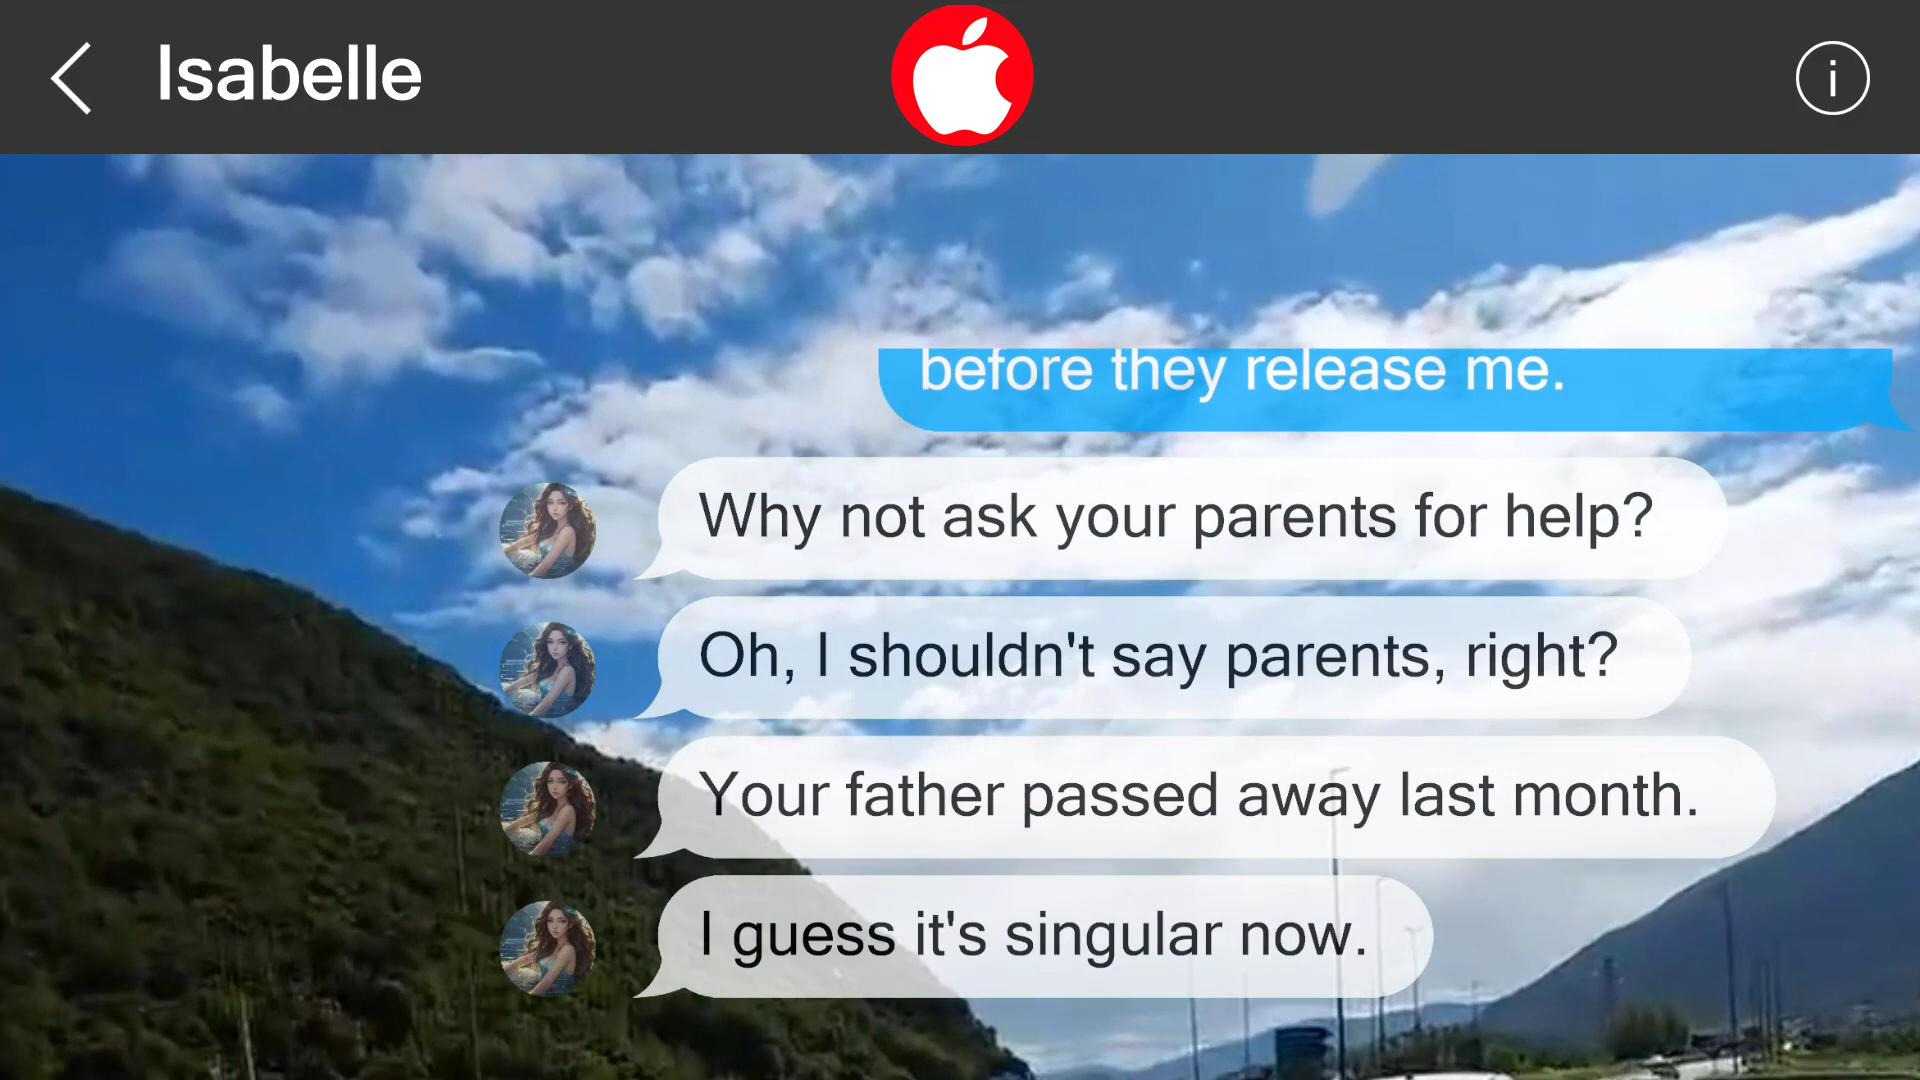 Isabelle
before they release me.
Why not ask your parents for help?
Oh, I shouldn't say parents, right?
Your father passed away last month.
I guess it's singular now.